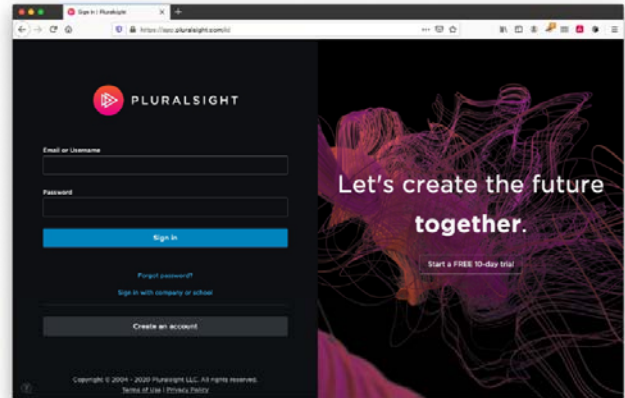 Sign In | Pluralsight
https://app.pluralsight.com/id/
PLURALSIGHT
Email or Username
Password
Sign in
Forgot password?
Sign in with company or school
Create an account
Copyright © 2004 - 2020 Pluralsight LLC. All rights reserved.
Terms of Use | Privacy Policy
Let's create the future
together.
Start a FREE 10-day trial